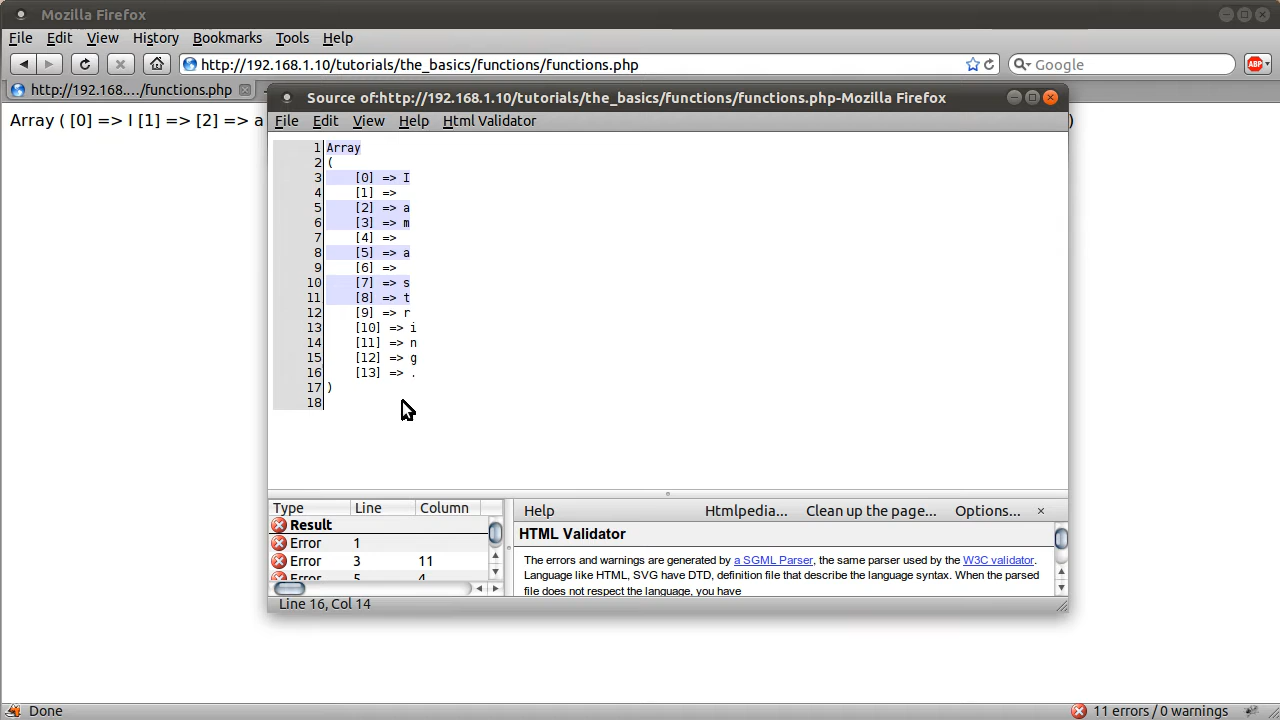 Mozilla Firefox
File Edit View History Bookmarks Tools Help
http://192.168.1.10/tutorials/the_basics/functions/functions.php
Google
ABP
http://192.168..../functions.php
Array ( [0] => I [1] => [2] => a
)
Source of:http://192.168.1.10/tutorials/the_basics/functions/functions.php-Mozilla Firefox
File Edit View Help Html Validator
1 Array
2 (
3 [0] => I
4 [1] =>
5 [2] => a
6 [3] => m
7 [4] =>
8 [5] => a
9 [6] =>
10 [7] => s
11 [8] => t
12 [9] => r
13 [10] => i
14 [11] => n
15 [12] => g
16 [13] => .
17 )
18
Type Line Column
Result
Error 1
Error 3 11
Error 5 4
Help Htmlpedia... Clean up the page... Options...
HTML Validator
The errors and warnings are generated by a SGML Parser, the same parser used by the W3C validator.
Language like HTML, SVG have DTD, definition file that describe the language syntax. When the parsed
file does not respect the language, you have
Line 16, Col 14
Done
11 errors / 0 warnings